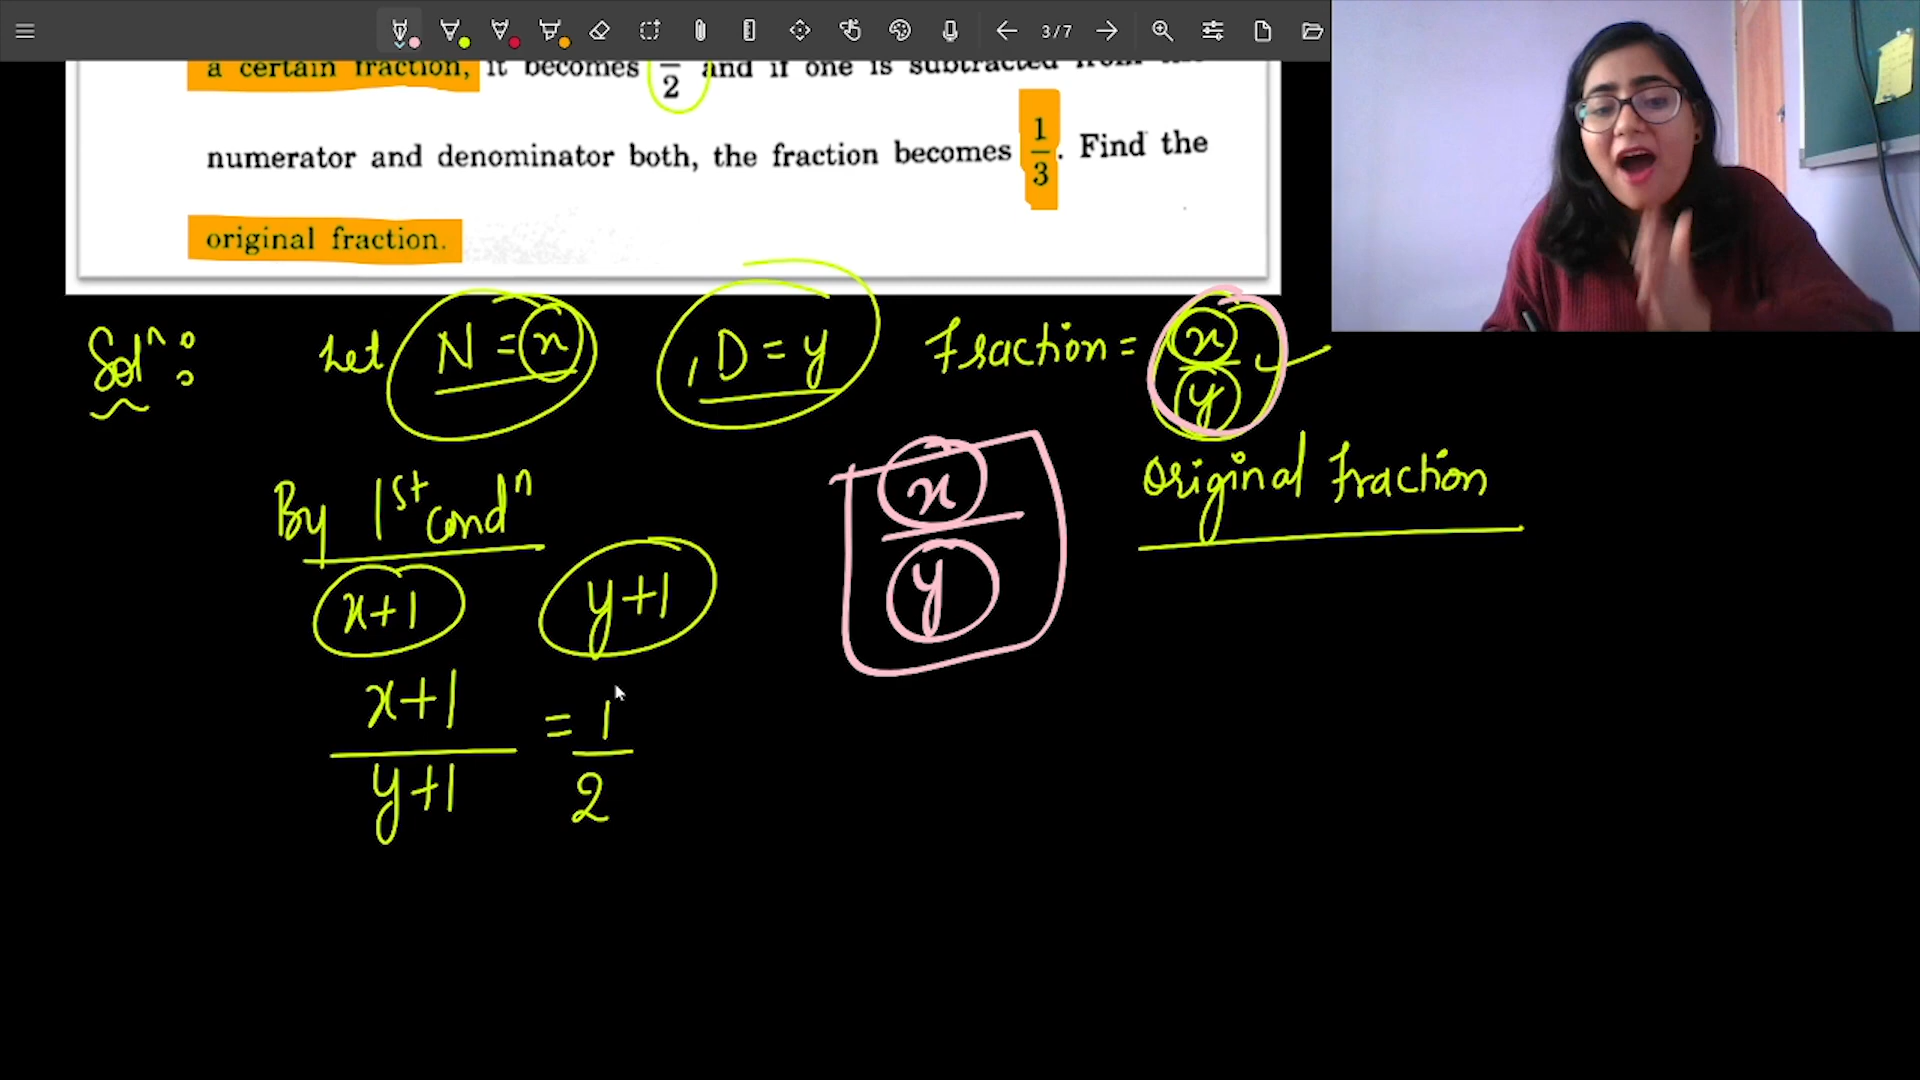 3/7
a certain fraction, it becomes 1/2 and if one is subtracted from the
numerator and denominator both, the fraction becomes 1/3. Find the
original fraction.
Solⁿ: Let N = x , D = y Fraction = x/y
Original Fraction
By 1st condⁿ
x/y
x+1 y+1
x+1/y+1 = 1/2